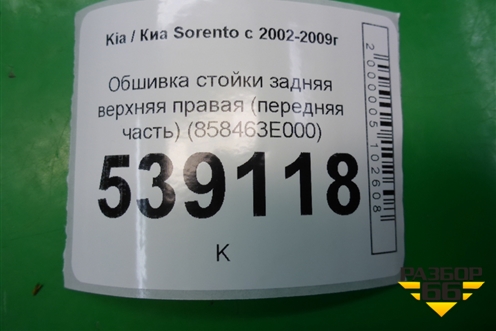 Kia / Киа Sorento с 2002-2009г
Обшивка стойки задняя
верхняя правая (передняя
часть) (858463E000)
539118
К
2000005102608
РАЗБОР
66